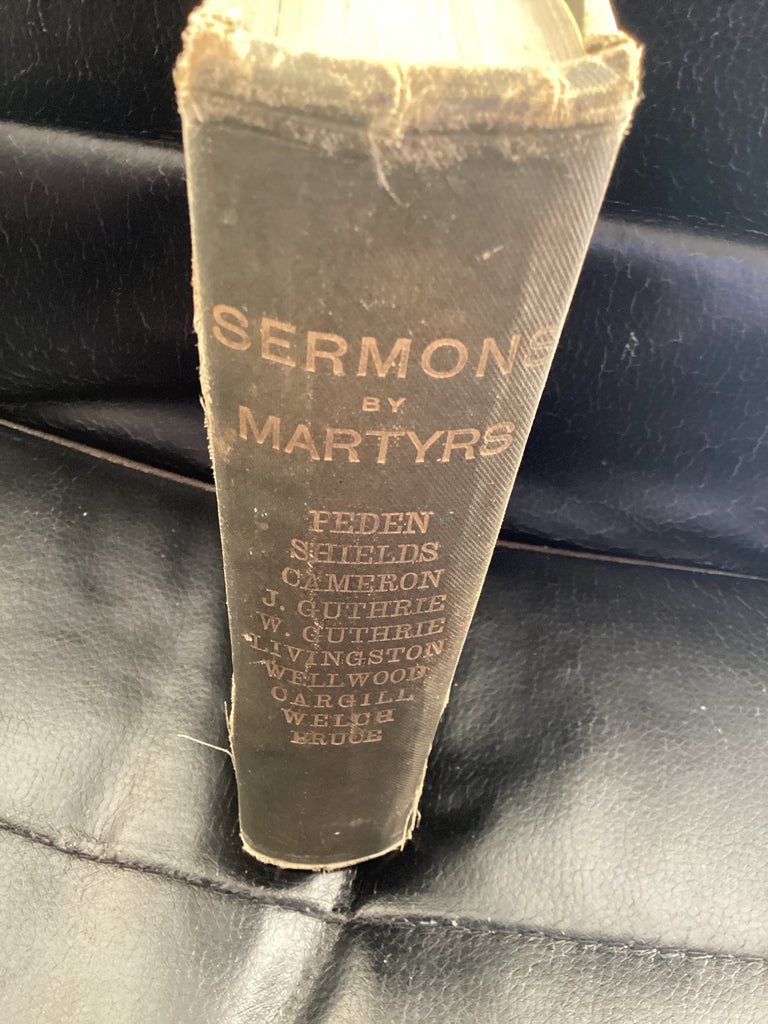 SERMONS
BY
MARTYRS
PEDEN
SHIELDS
CAMERON
J. GUTHRIE
W. GUTHRIE
LIVINGSTON
WELLWOOD
CARGILL
WELCH
BRUCE